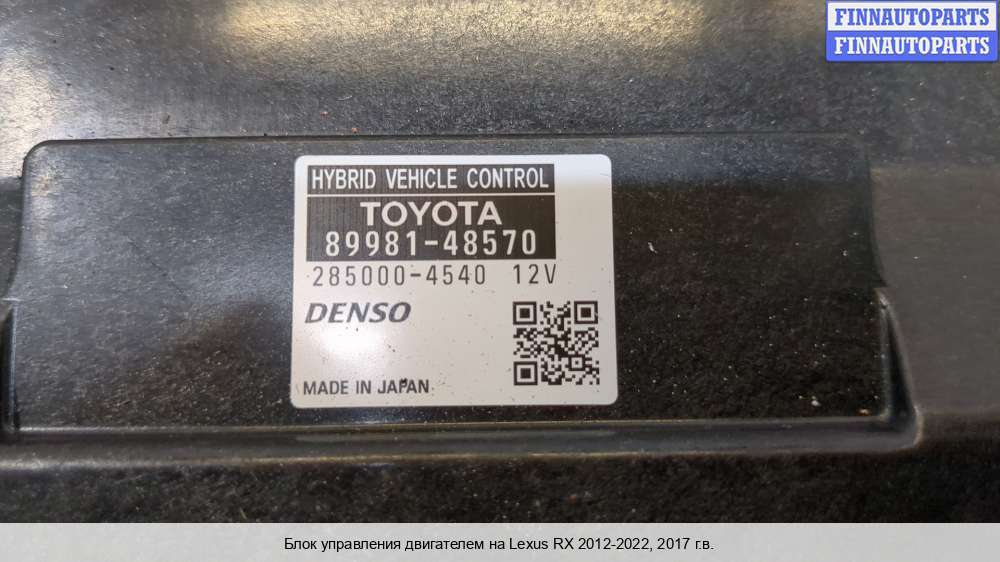 FINNAUTOPARTS
FINNAUTOPARTS
HYBRID VEHICLE CONTROL
TOYOTA
89981-48570
285000-4540 12V
DENSO
MADE IN JAPAN
Блок управления двигателем на Lexus RX 2012-2022, 2017 г.в.